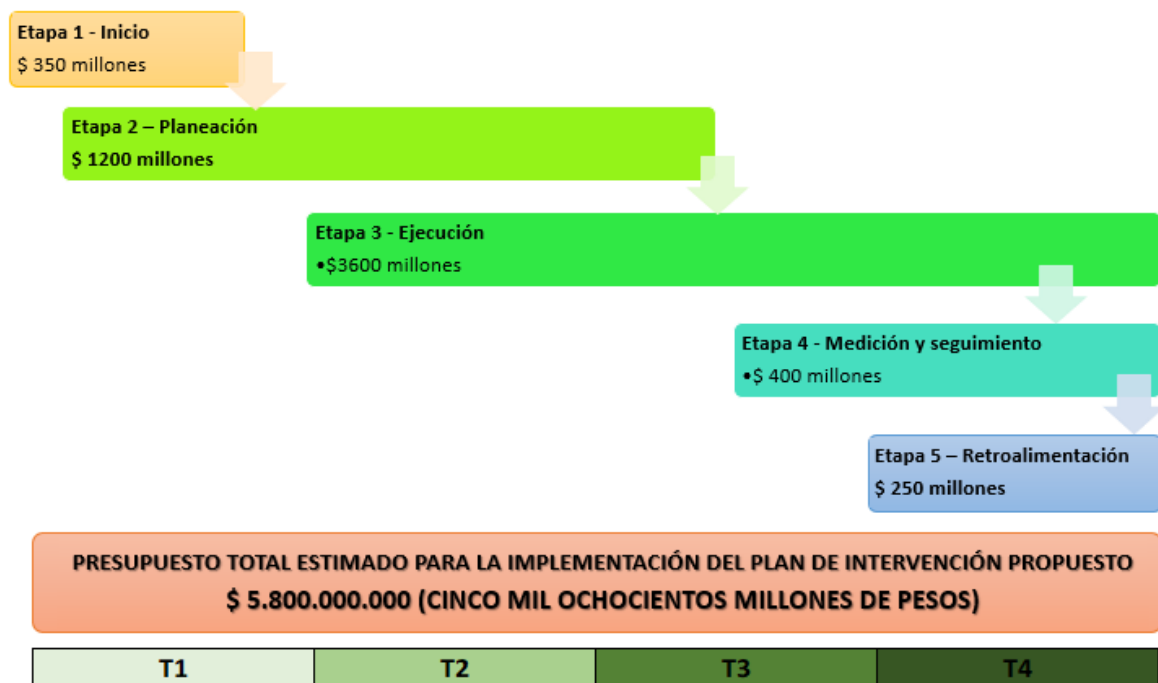 Etapa 1 - Inicio
$ 350 millones
Etapa 2 – Planeación
$ 1200 millones
Etapa 3 - Ejecución
•$3600 millones
Etapa 4 - Medición y seguimiento
•$ 400 millones
Etapa 5 – Retroalimentación
$ 250 millones
PRESUPUESTO TOTAL ESTIMADO PARA LA IMPLEMENTACIÓN DEL PLAN DE INTERVENCIÓN PROPUESTO
$ 5.800.000.000 (CINCO MIL OCHOCIENTOS MILLONES DE PESOS)
T1 T2 T3 T4